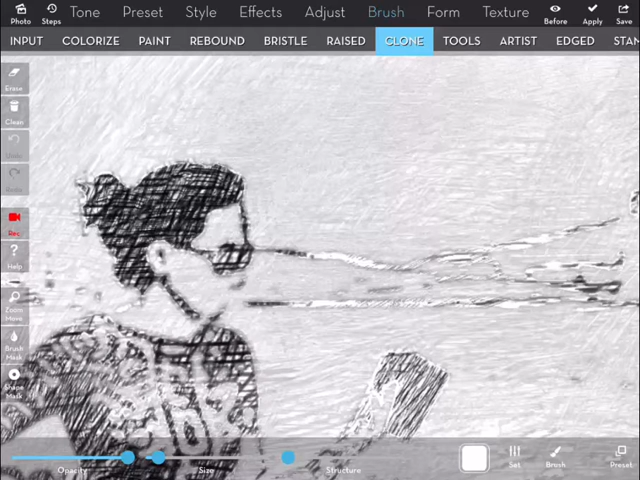 Photo Steps Tone Preset Style Effects Adjust Brush Form Texture Before Apply Save
INPUT COLORIZE PAINT REBOUND BRISTLE RAISED CLONE TOOLS ARTIST EDGED STAM
Erase
Clean
Undo
Redo
Rec
?
Help
Zoom
Move
Brush
Mask
Shape
Mask
Opacity Size Structure Set Brush Preset